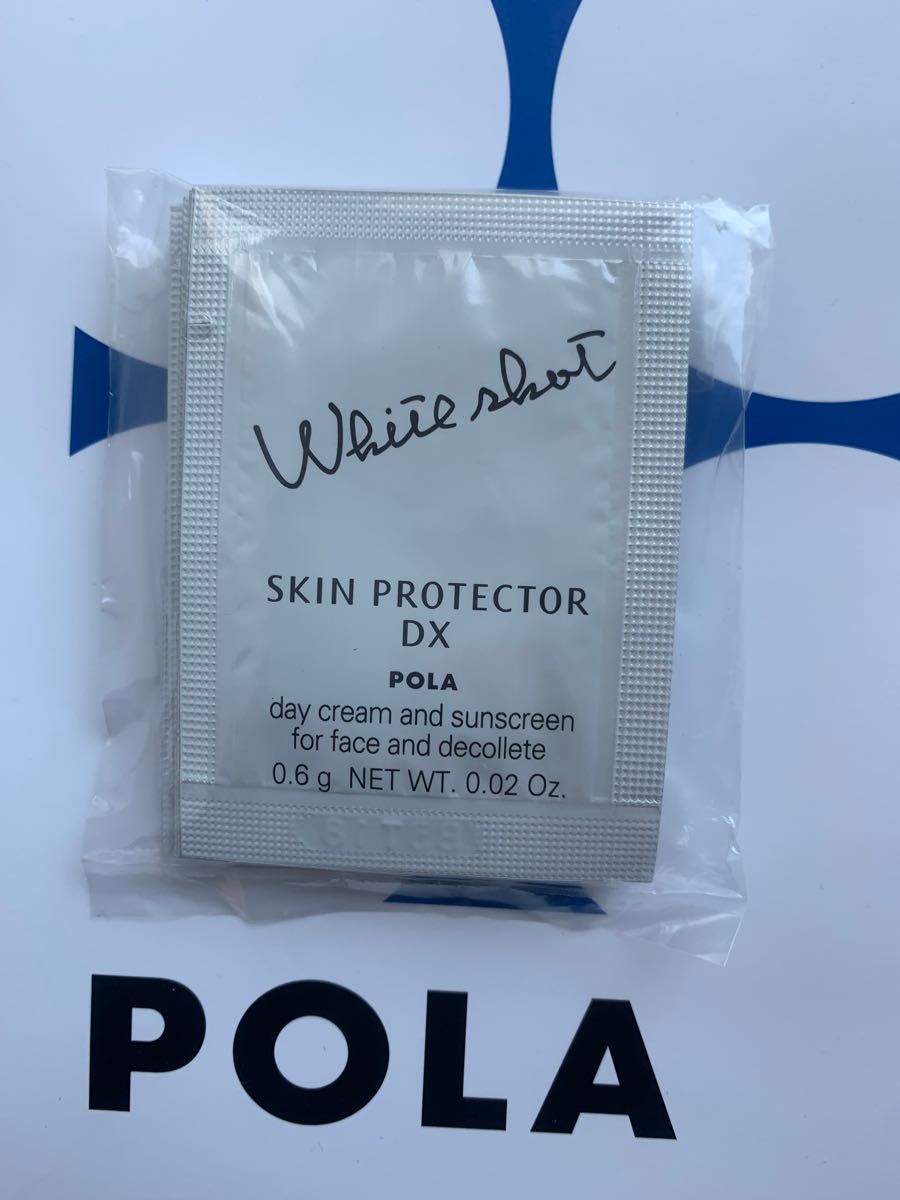 White shot
SKIN PROTECTOR
DX
POLA
day cream and sunscreen
for face and decollete
0.6 g NET WT. 0.02 Oz.
POLA